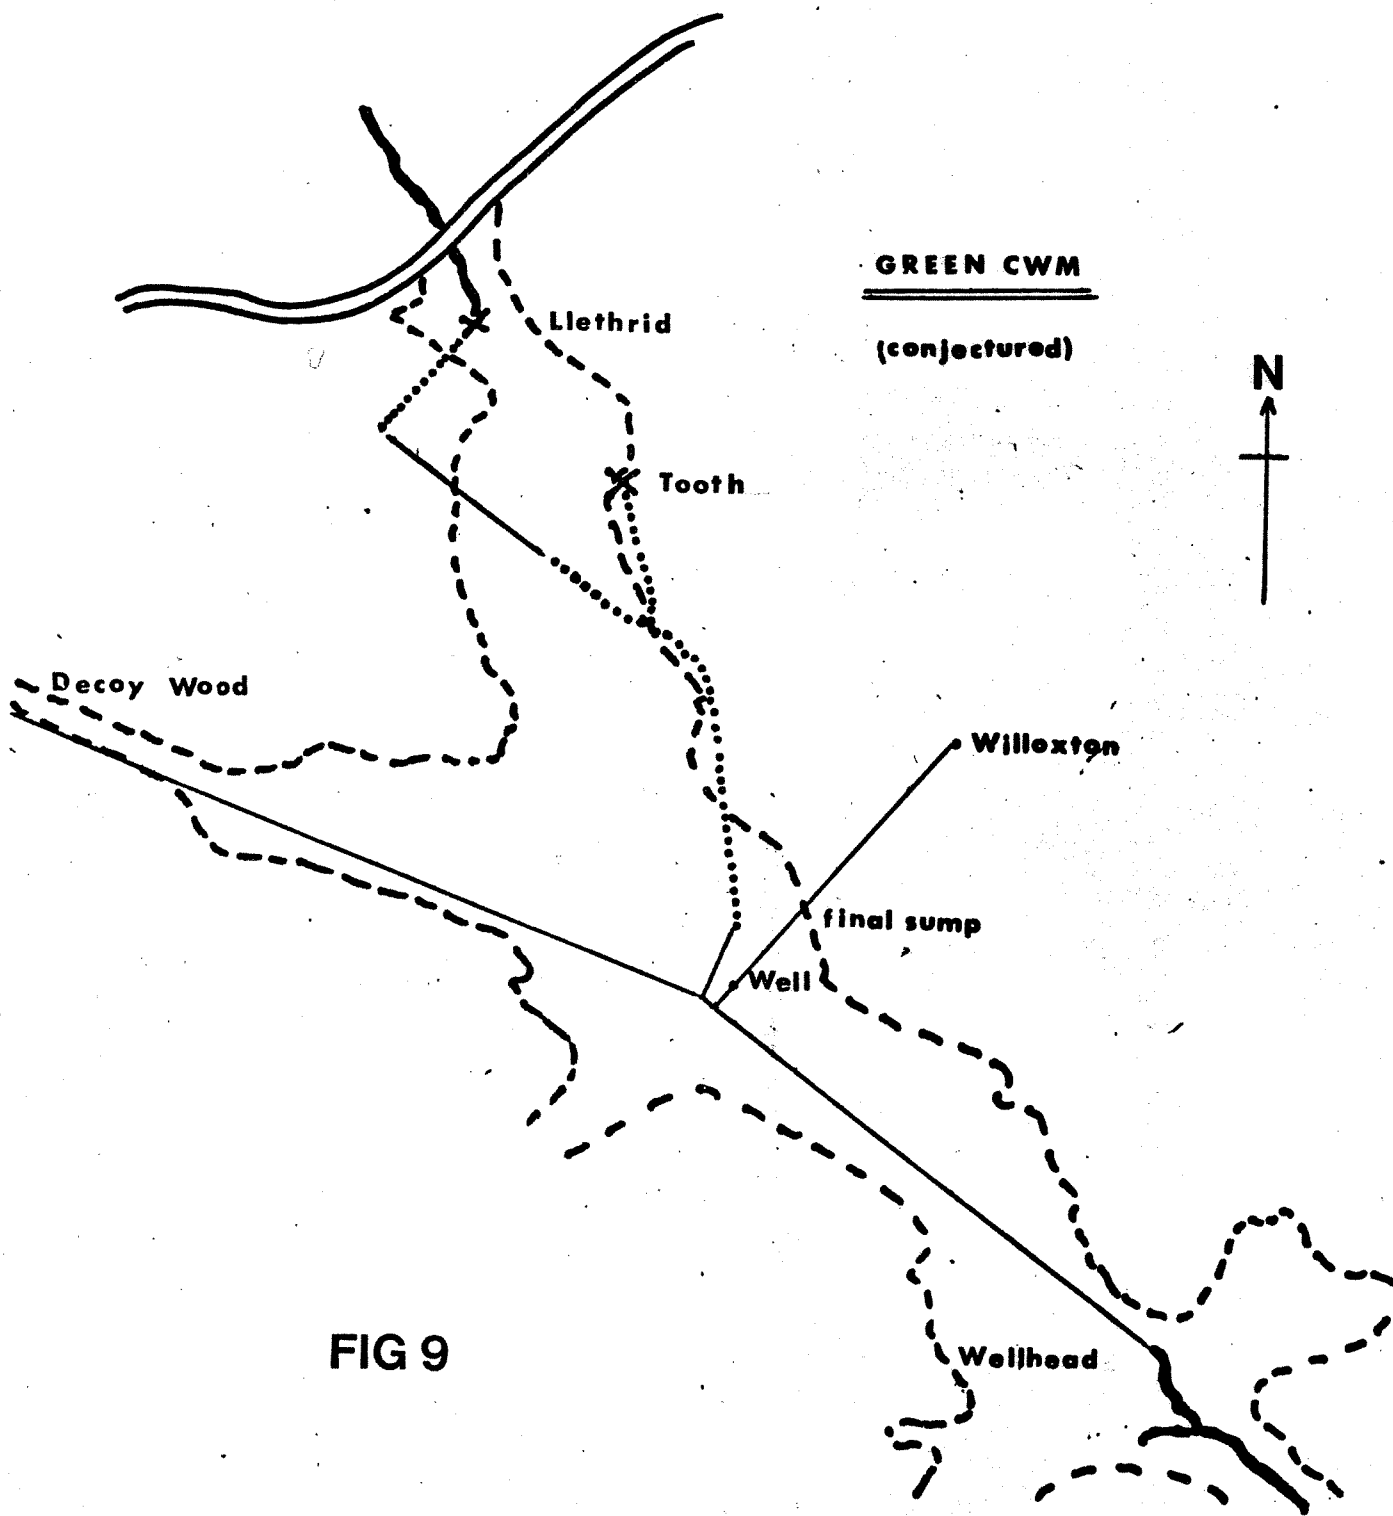 GREEN CWM
Llethrid
(conjectured)
N
Tooth
Decoy Wood
Willoxton
final sump
Well
FIG 9
Wellhead